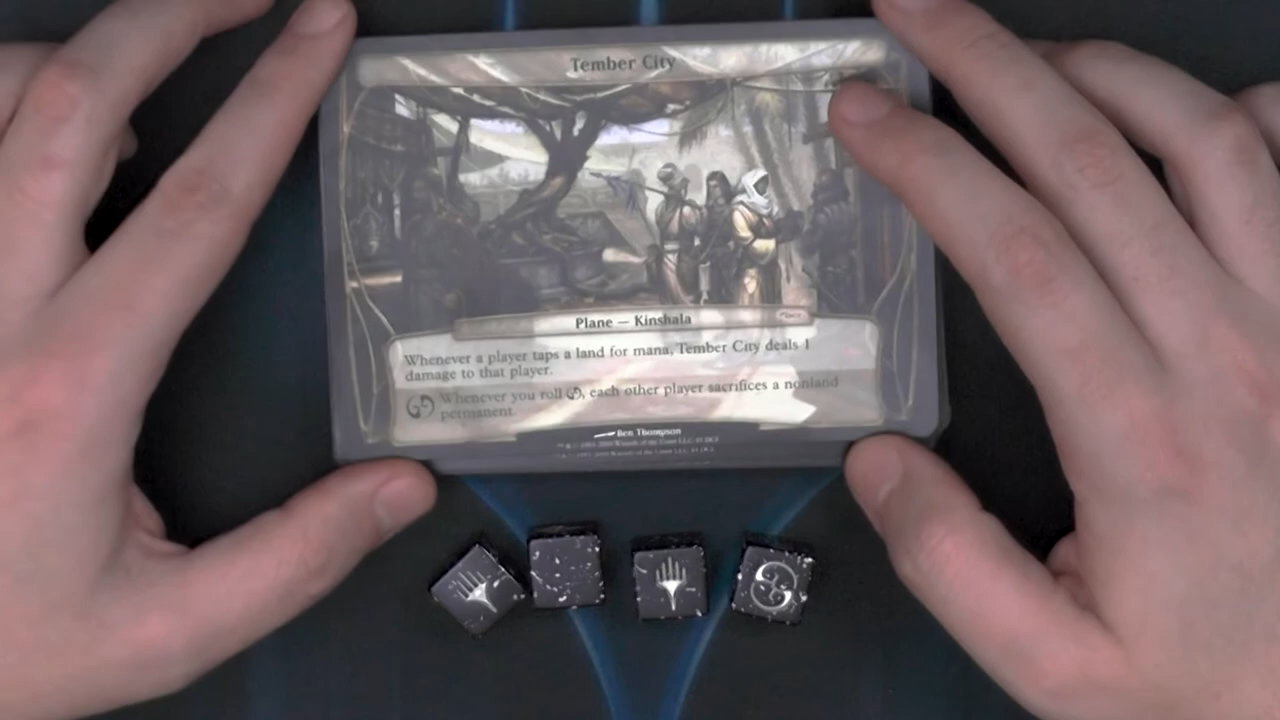 Tember City
Plane — Kinshala
Whenever a player taps a land for mana, Tember City deals 1
damage to that player.
Whenever you roll , each other player sacrifices a nonland
permanent.
Ben Thompson